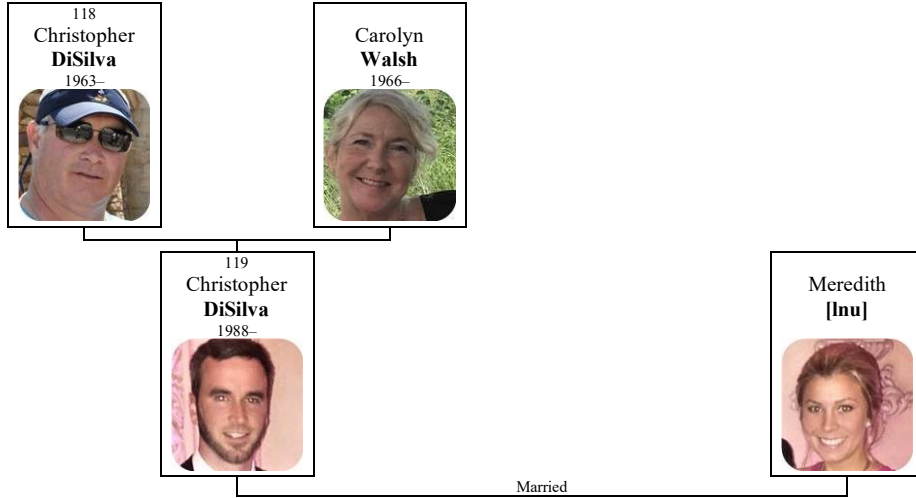 118
Christopher
DiSilva
1963–
Carolyn
Walsh
1966–
119
Christopher
DiSilva
1988–
Meredith
[lnu]
Married